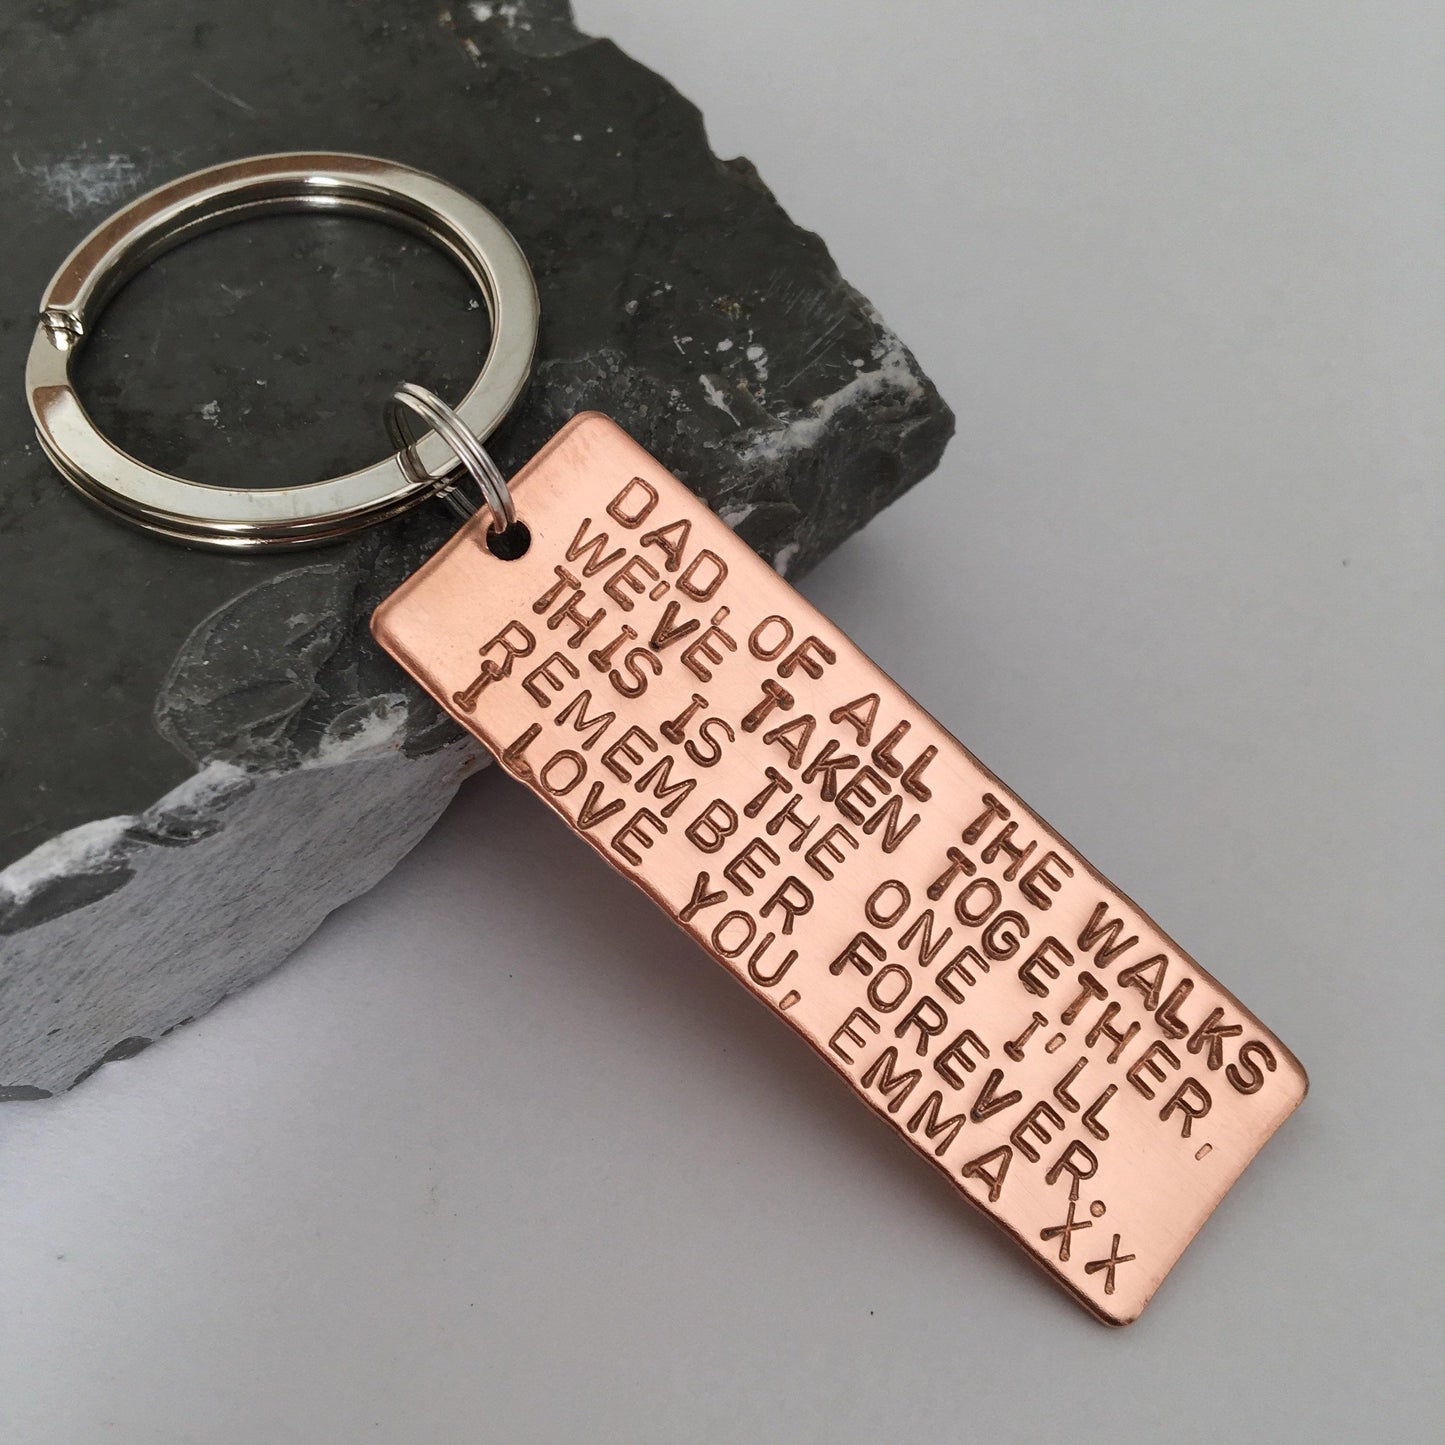 DAD, OF ALL THE WALKS
WE'VE TAKEN TOGETHER,
THIS IS THE ONE I'LL
REMEMBER FOREVER.
I LOVE YOU, EMMA XX